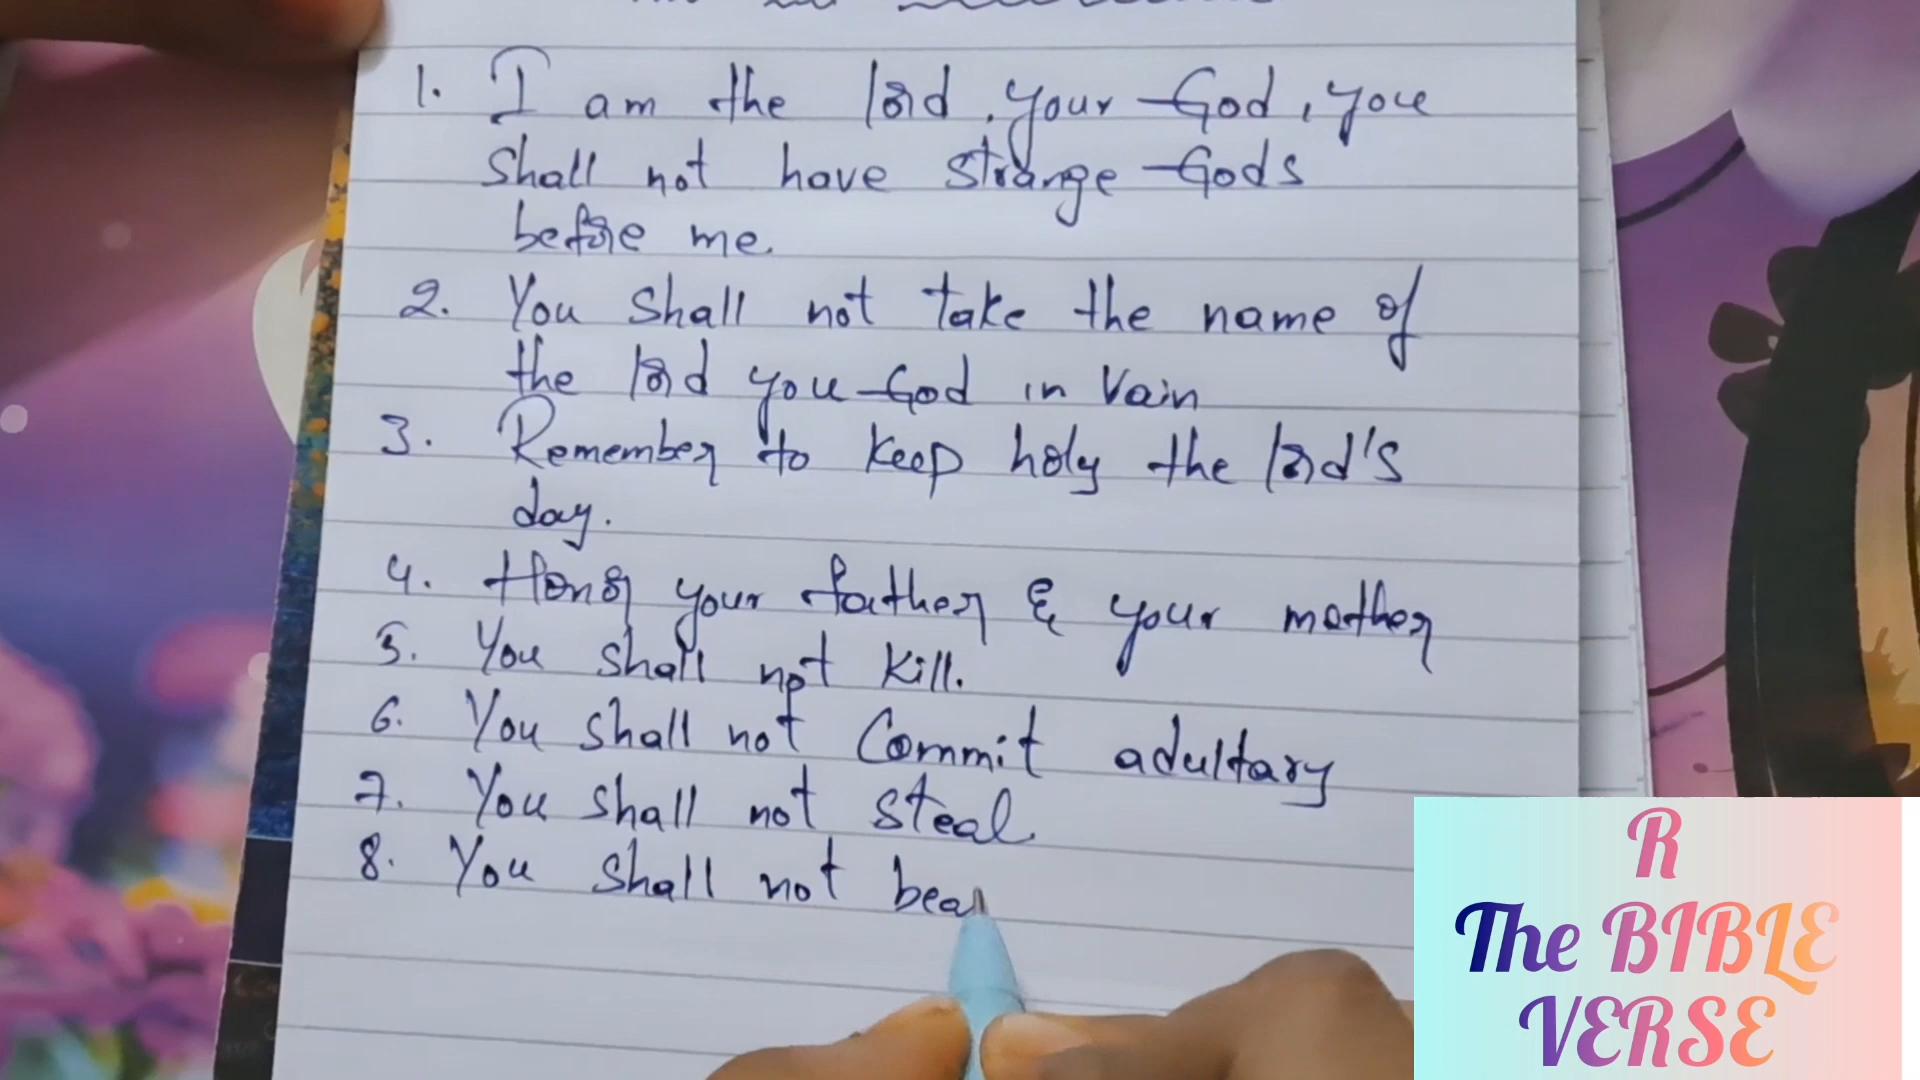 1. I am the lord, your God, you
shall not have strange Gods
before me.
2. You shall not take the name of
the lord you God in Vain
3. Remember to keep holy the lord's
day.
4. Honor your father & your mother
5. You shall not kill.
6. You shall not Commit adultary
7. You shall not steal.
8. You shall not bea
R
The BIBLE
VERSE